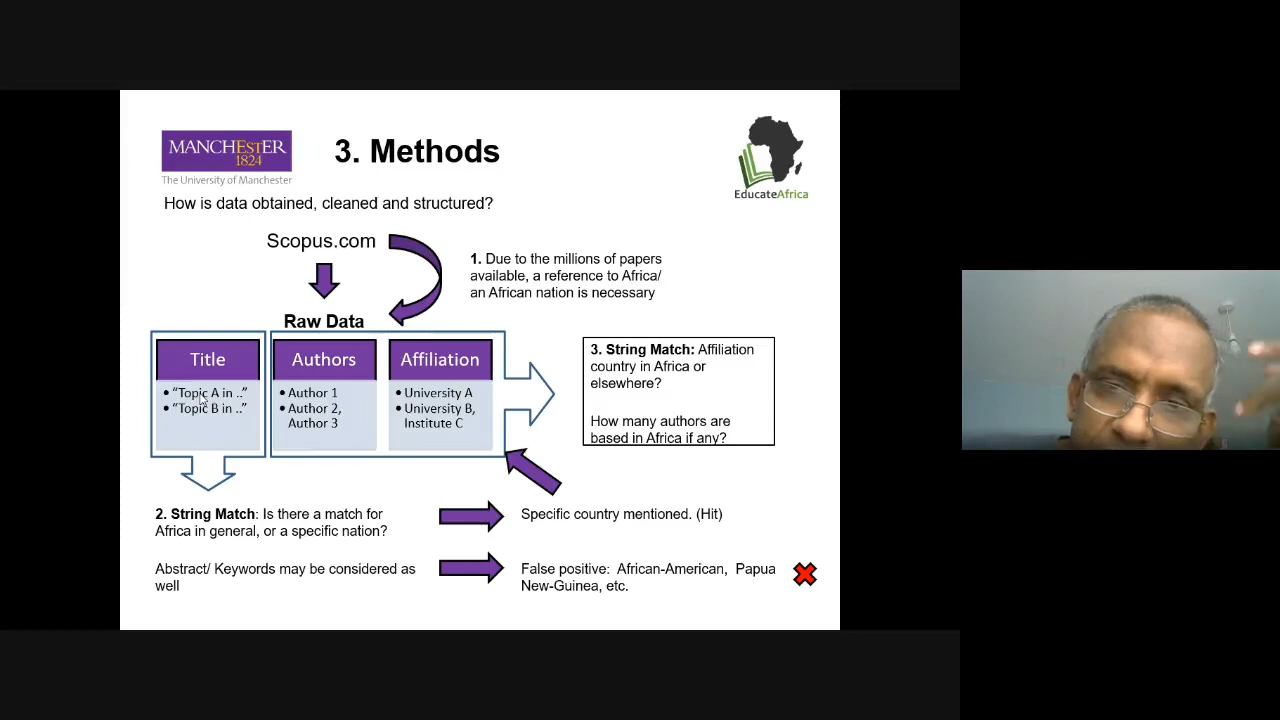 MANCHESTER
1824
The University of Manchester
3. Methods
EducateAfrica
How is data obtained, cleaned and structured?
Scopus.com
1. Due to the millions of papers
available, a reference to Africa/
an African nation is necessary
Raw Data
Title
• "Topic A in .."
• "Topic B in .."
Authors
• Author 1
• Author 2,
Author 3
Affiliation
• University A
• University B,
Institute C
3. String Match: Affiliation
country in Africa or
elsewhere?
How many authors are
based in Africa if any?
2. String Match: Is there a match for
Africa in general, or a specific nation?
Specific country mentioned. (Hit)
Abstract/ Keywords may be considered as
well
False positive: African-American, Papua
New-Guinea, etc.